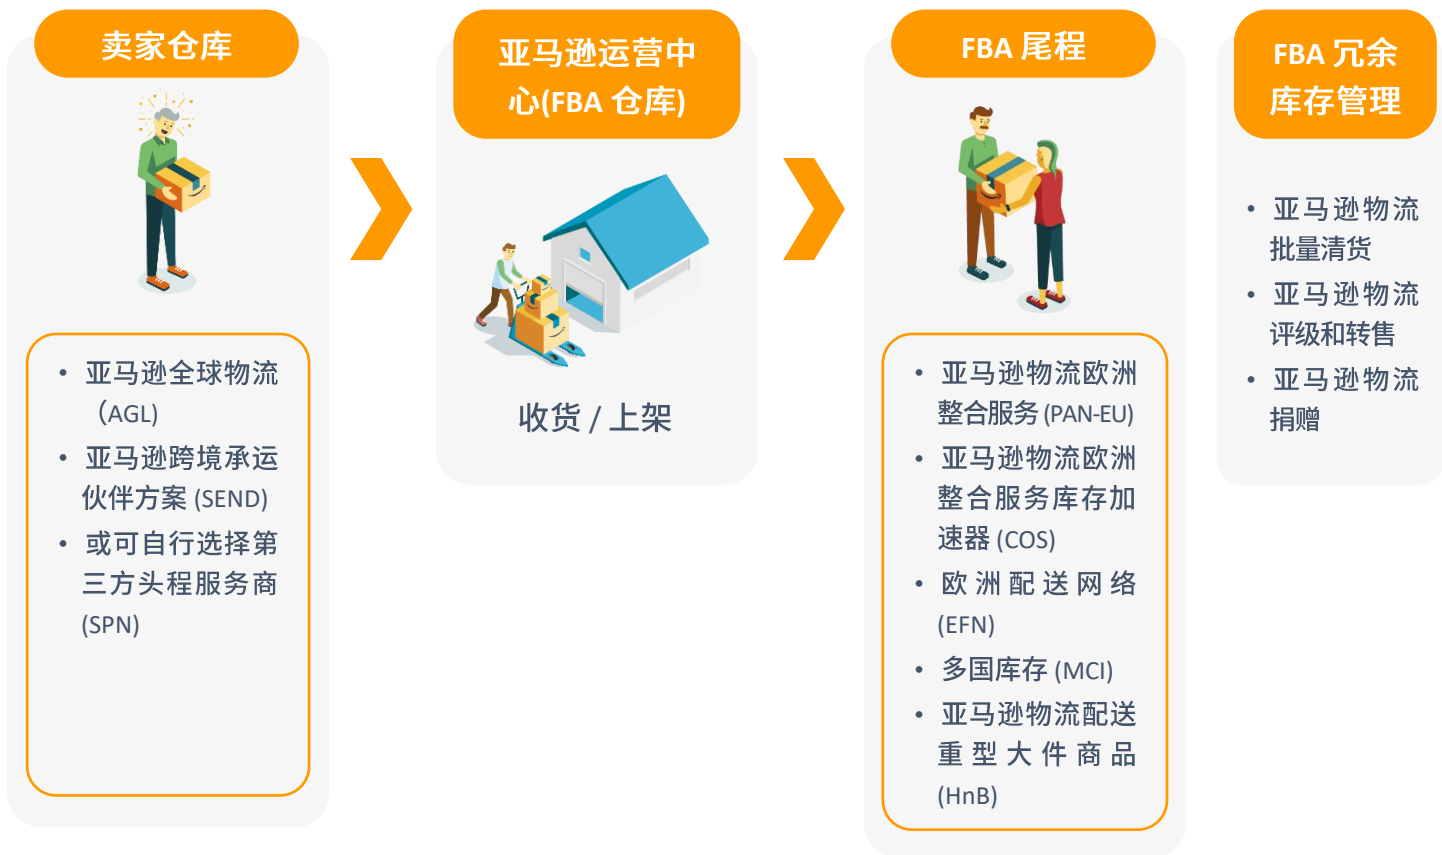 卖家仓库
• 亚马逊全球物流
（AGL)
• 亚马逊跨境承运
伙伴方案 (SEND)
• 或可自行选择第
三方头程服务商
(SPN)
亚马逊运营中
心(FBA 仓库)
收货 / 上架
FBA 尾程
• 亚马逊物流欧洲
整合服务 (PAN-EU)
• 亚马逊物流欧洲
整合服务库存加
速器 (COS)
• 欧洲配送网络
(EFN)
• 多国库存 (MCI)
• 亚马逊物流配送
重型大件商品
(HnB)
FBA 冗余
库存管理
• 亚马逊物流
批量清货
• 亚马逊物流
评级和转售
• 亚马逊物流
捐赠